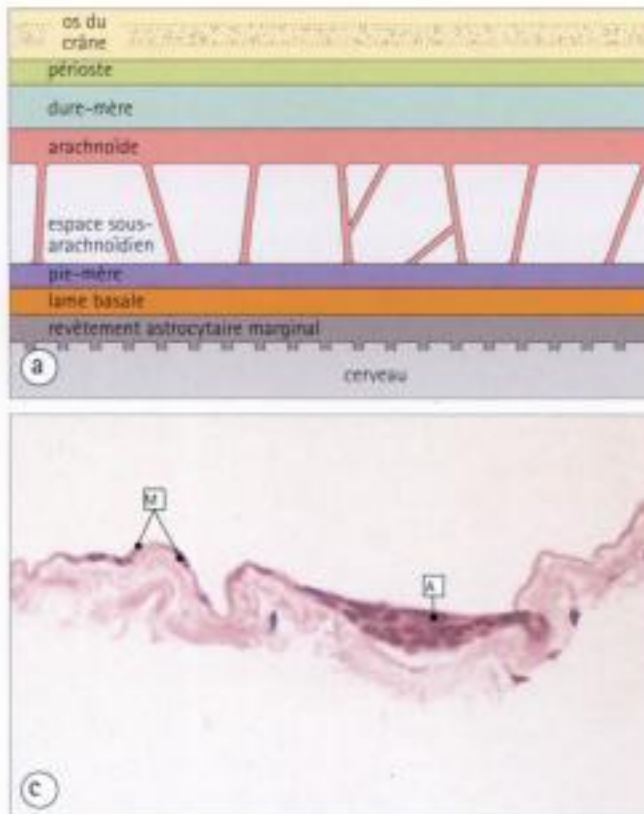 os du
crâne
périoste
dure-mère
arachnoïde
espace sous-
arachnoïdien
pie-mère
lame basale
revêtement astrocytaire marginal
a
cerveau
M
A
c